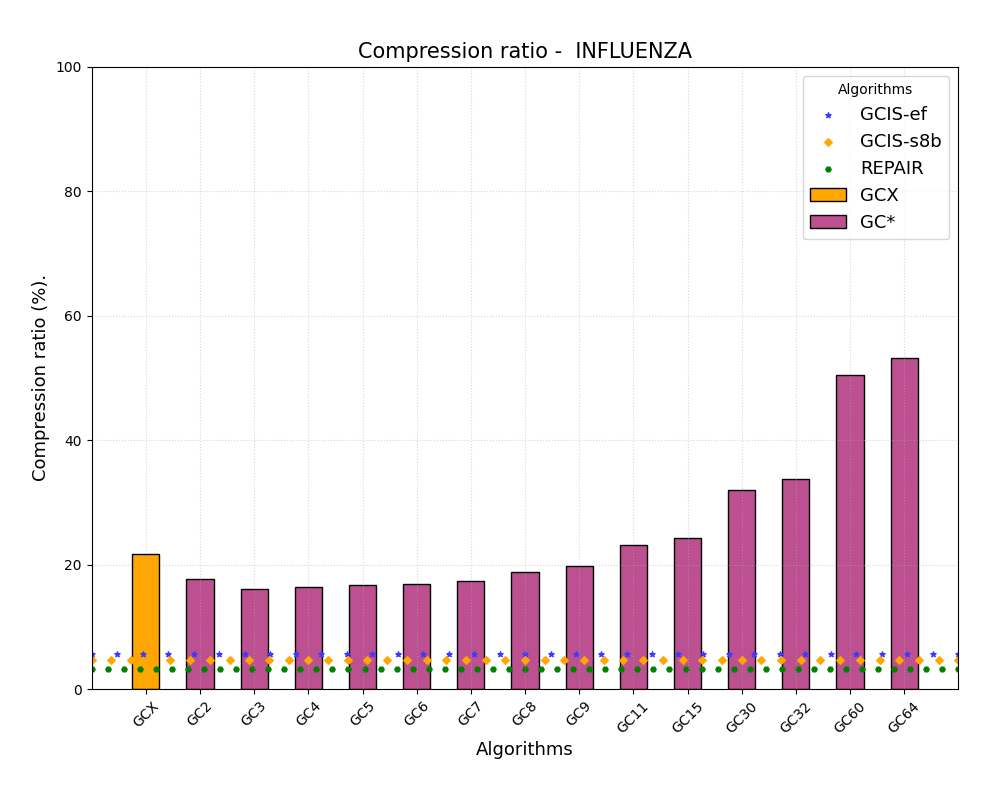 Compression ratio -  INFLUENZA
Compression ratio (%).
100
80
60
40
20
0
Algorithms
GCIS-ef
GCIS-s8b
REPAIR
GCX
GC*
GCX GC2 GC3 GC4 GC5 GC6 GC7 GC8 GC9 GC11 GC15 GC30 GC32 GC60 GC64
Algorithms